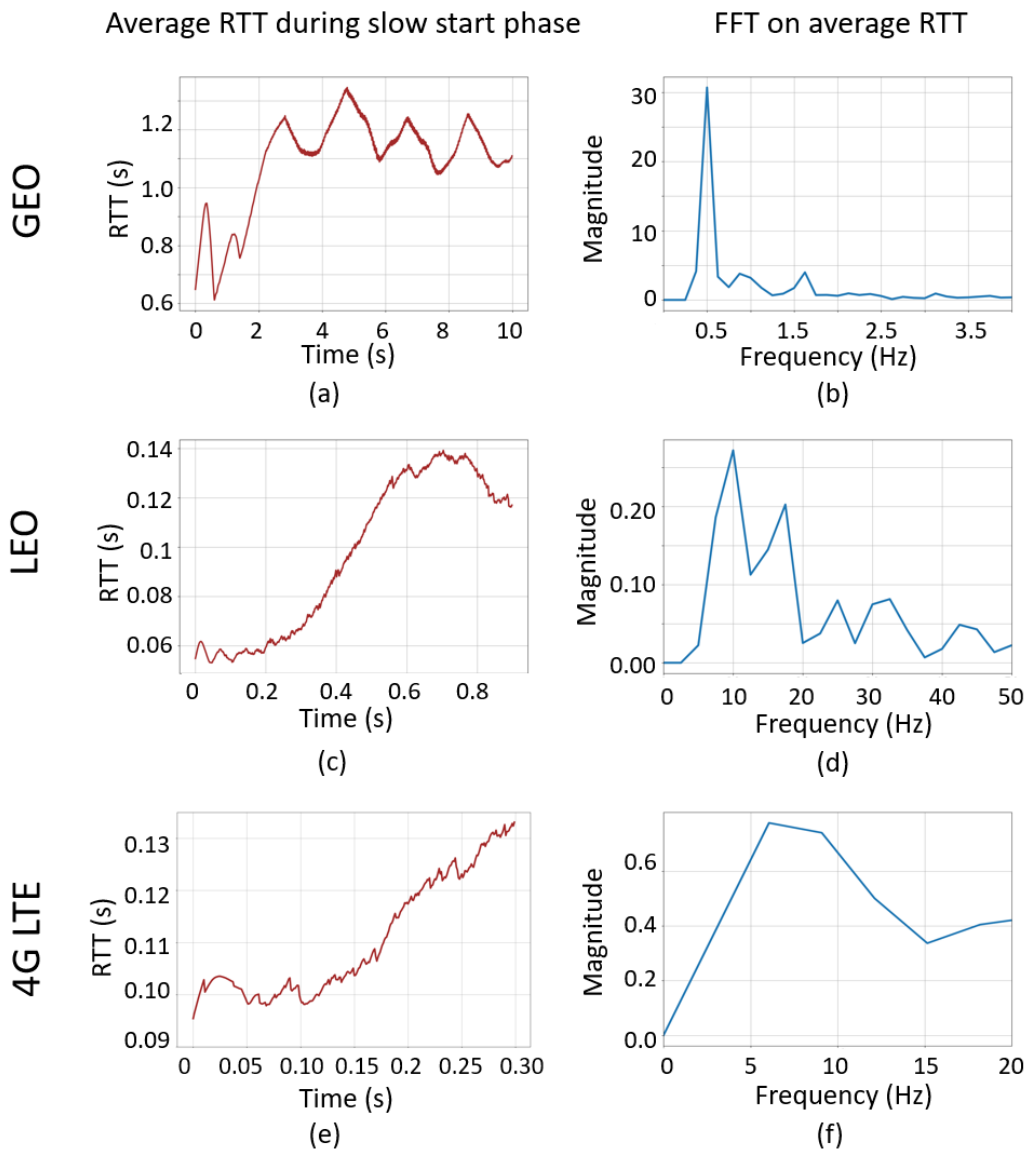 Average RTT during slow start phase
FFT on average RTT
GEO
RTT (s)
1.2
1.0
0.8
0.6
0 2 4 6 8 10
Time (s)
(a)
Magnitude
30
20
10
0
0.5 1.5 2.5 3.5
Frequency (Hz)
(b)
LEO
RTT (s)
0.14
0.12
0.1
0.08
0.06
0 0.2 0.4 0.6 0.8
Time (s)
(c)
Magnitude
0.20
0.10
0.00
0 10 20 30 40 50
Frequency (Hz)
(d)
4G LTE
RTT (s)
0.13
0.12
0.11
0.10
0.09
0 0.05 0.10 0.15 0.2 0.25 0.30
Time (s)
(e)
Magnitude
0.6
0.4
0.2
0.0
0 5 10 15 20
Frequency (Hz)
(f)